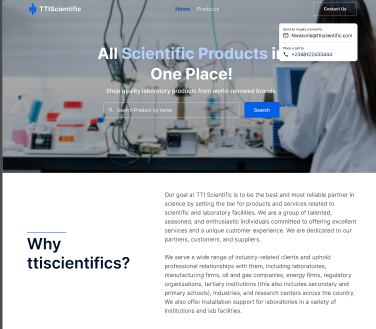 TTIScientific
Home
Products
Contact Us
Send an inquiry or email to:
Place a call to
+2348122433444
All Scientific Products in
One Place!
Shop quality laboratory products from world-renowned brands.
Search Product by name
Search
Why
ttiscientific?
Our goal at TTI Scientific is to be the best and most reliable partner in
science by setting the bar for products and services related to
scientific and laboratory facilities. We are a group of talented,
seasoned, and enthusiastic individuals committed to offering excellent
services and a unique customer experience. We are dedicated to our
partners, customers, and suppliers.
We serve a wide range of industry-related clients and uphold
professional relationships with them, including laboratories,
manufacturing firms, oil and gas companies, energy firms, regulatory
organizations, tertiary institutions (this also includes secondary and
primary schools), industries, and research centers across the country.
We also offer installation support for laboratories in a variety of
institutions and lab facilities.